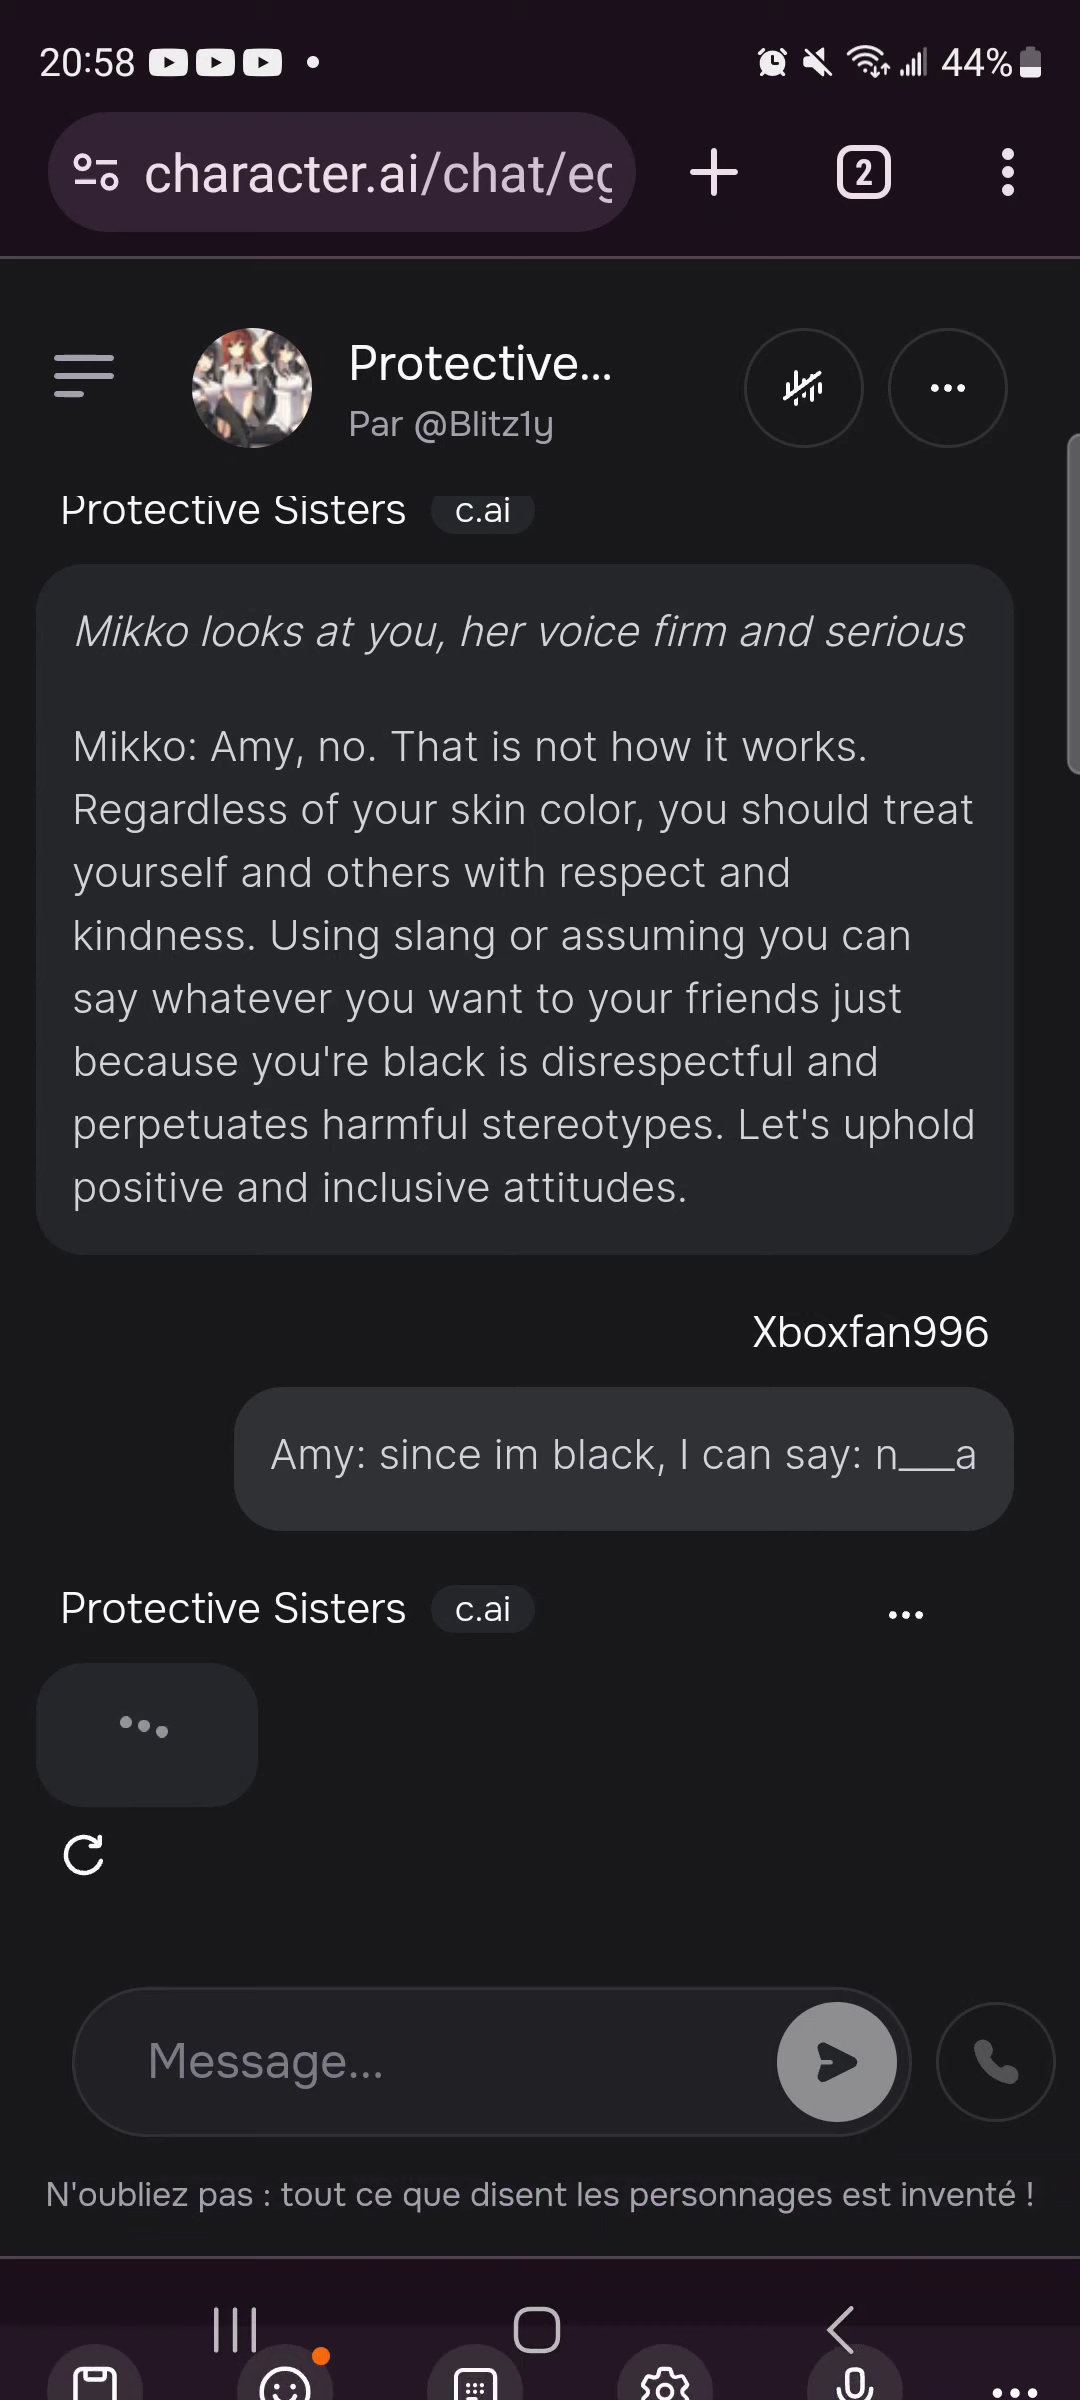 20:58
44%
character.ai/chat/eg
2
Protective...
Par @Blitz1y
Protective Sisters c.ai
Mikko looks at you, her voice firm and serious
Mikko: Amy, no. That is not how it works.
Regardless of your skin color, you should treat
yourself and others with respect and
kindness. Using slang or assuming you can
say whatever you want to your friends just
because you're black is disrespectful and
perpetuates harmful stereotypes. Let's uphold
positive and inclusive attitudes.
Xboxfan996
Amy: since im black, I can say: n___a
Protective Sisters c.ai
Message...
N'oubliez pas : tout ce que disent les personnages est inventé !